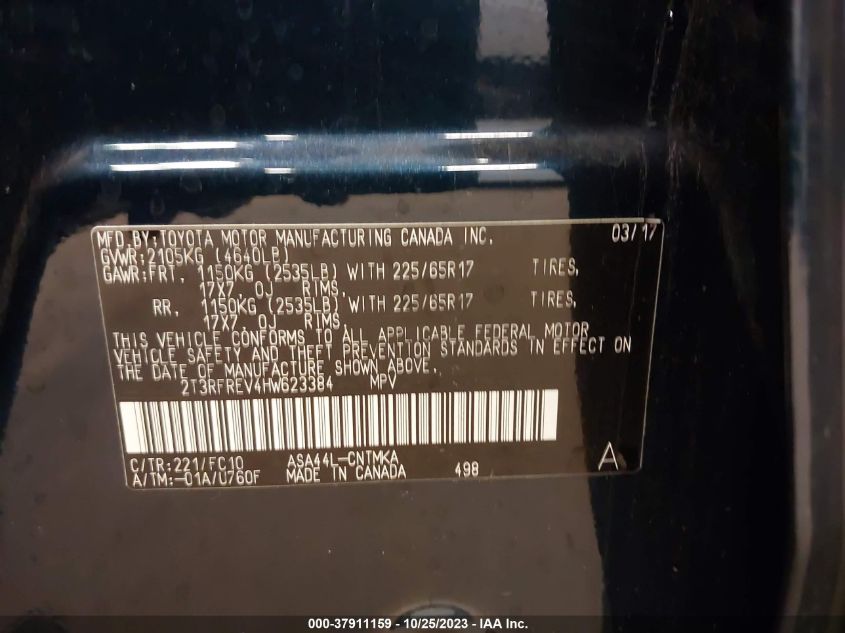 MFD.BY:TOYOTA MOTOR MANUFACTURING CANADA INC. 03/17
GVWR:2105KG (4640LB)
GAWR:FRT. 1150KG (2535LB) WITH 225/65R17 TIRES,
17X7.0J RIMS,
RR. 1150KG (2535LB) WITH 225/65R17 TIRES,
17X7.0J RIMS.
THIS VEHICLE CONFORMS TO ALL APPLICABLE FEDERAL MOTOR
VEHICLE SAFETY AND THEFT PREVENTION STANDARDS IN EFFECT ON
THE DATE OF MANUFACTURE SHOWN ABOVE.
2T3RFREV4HW623384 MPV
C/TR:221/FC10 ASA44L-CNTMKA
A/TM:-01A/U760F MADE IN CANADA 498 A
000-37911159 - 10/25/2023 - IAA Inc.